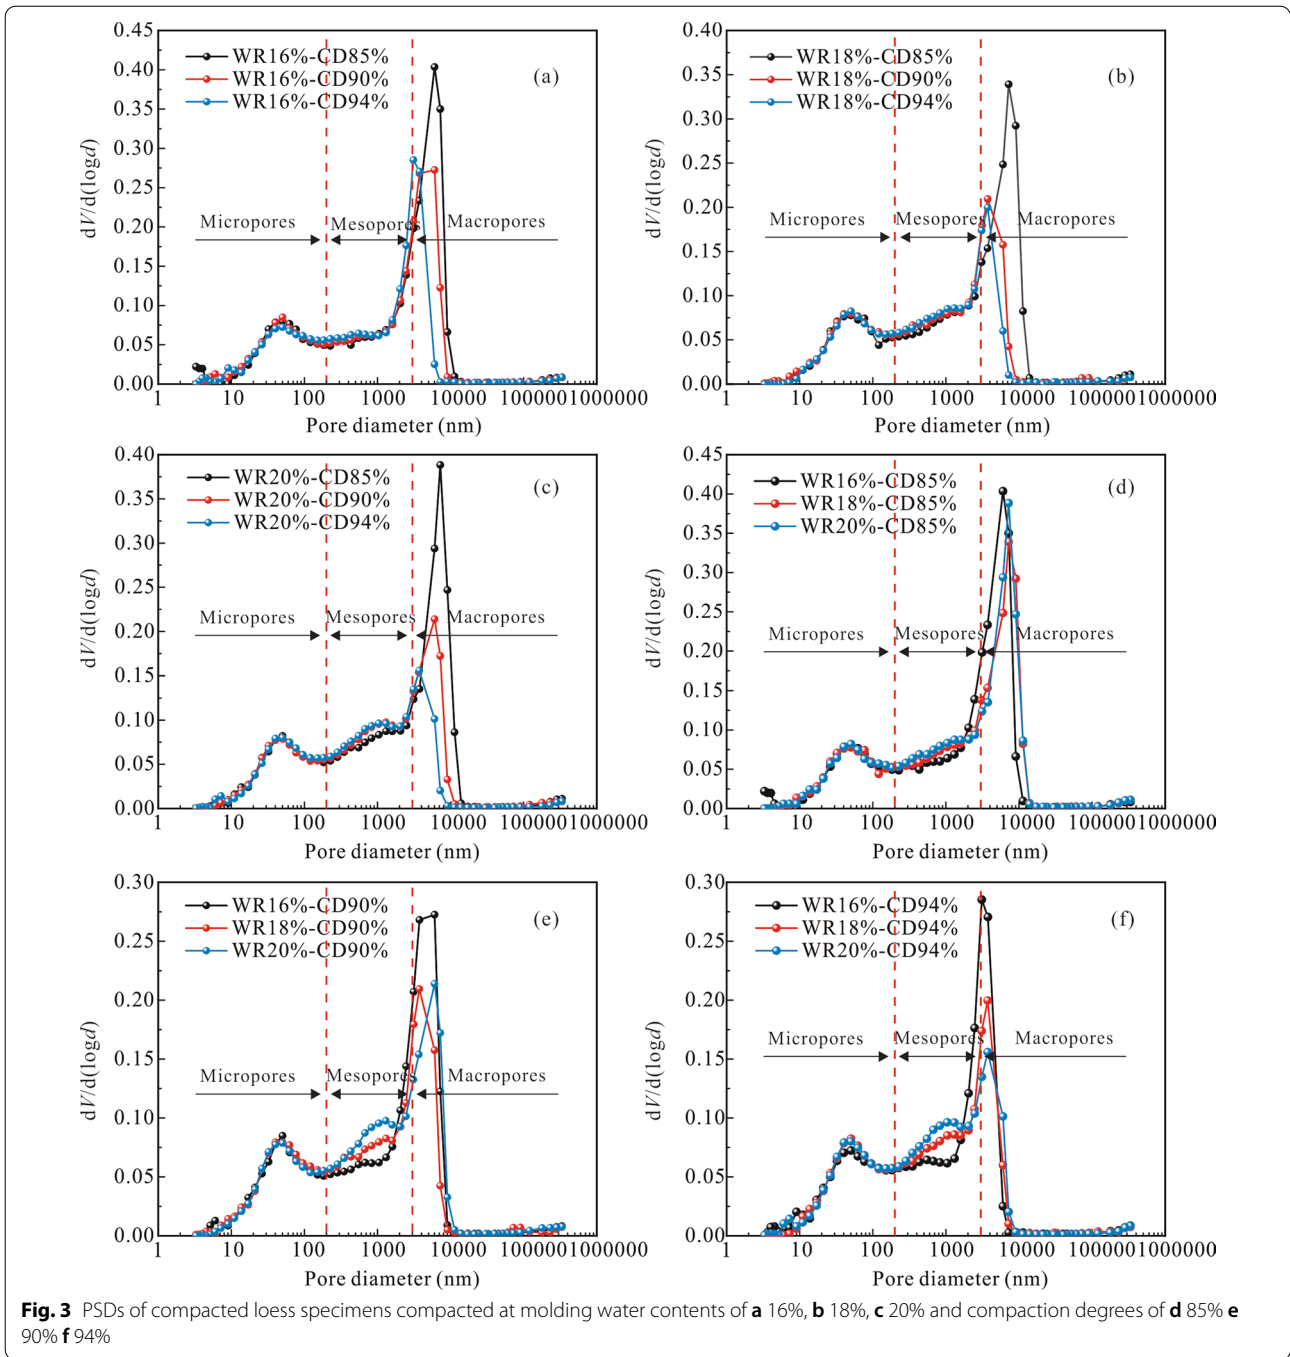 0.45
0.40
0.35
0.30
0.25
0.20
0.15
0.10
0.05
0.00
dV/d(logd)
WR16%-CD85%
WR16%-CD90%
WR16%-CD94%
(a)
Micropores
Mesopores
Macropores
1 10 100 1000 10000 1000001000000
Pore diameter (nm)
0.40
0.35
0.30
0.25
0.20
0.15
0.10
0.05
0.00
dV/d(logd)
WR18%-CD85%
WR18%-CD90%
WR18%-CD94%
(b)
Micropores
Mesopores
Macropores
1 10 100 1000 10000 1000001000000
Pore diameter (nm)
0.40
0.35
0.30
0.25
0.20
0.15
0.10
0.05
0.00
dV/d(logd)
WR20%-CD85%
WR20%-CD90%
WR20%-CD94%
(c)
Micropores
Mesopores
Macropores
1 10 100 1000 10000 1000001000000
Pore diameter (nm)
0.45
0.40
0.35
0.30
0.25
0.20
0.15
0.10
0.05
0.00
dV/d(logd)
WR16%-CD85%
WR18%-CD85%
WR20%-CD85%
(d)
Micropores
Mesopores
Macropores
1 10 100 1000 10000 1000001000000
Pore diameter (nm)
0.30
0.25
0.20
0.15
0.10
0.05
0.00
dV/d(logd)
WR16%-CD90%
WR18%-CD90%
WR20%-CD90%
(e)
Micropores
Mesopores
Macropores
1 10 100 1000 10000 1000001000000
Pore diameter (nm)
0.30
0.25
0.20
0.15
0.10
0.05
0.00
dV/d(logd)
WR16%-CD94%
WR18%-CD94%
WR20%-CD94%
(f)
Micropores
Mesopores
Macropores
1 10 100 1000 10000 1000001000000
Pore diameter (nm)
Fig. 3 PSDs of compacted loess specimens compacted at molding water contents of a 16%, b 18%, c 20% and compaction degrees of d 85% e
90% f 94%